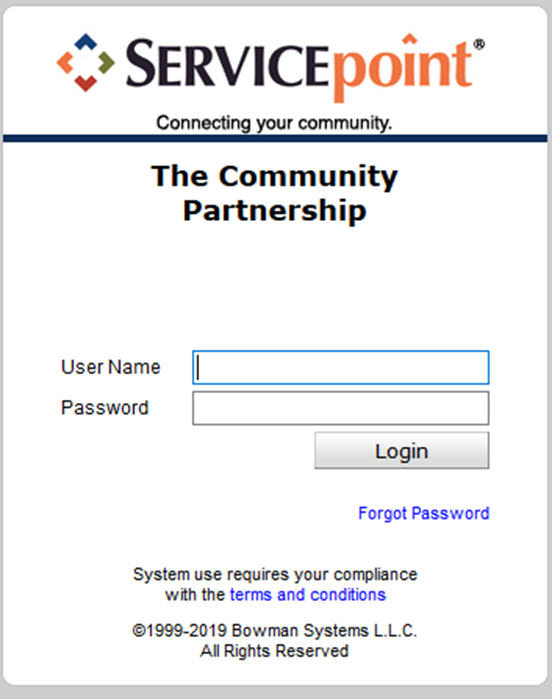 SERVICEpoint®
Connecting your community.
The Community
Partnership
User Name
Password
Login
Forgot Password
System use requires your compliance
with the terms and conditions
©1999-2019 Bowman Systems L.L.C.
All Rights Reserved